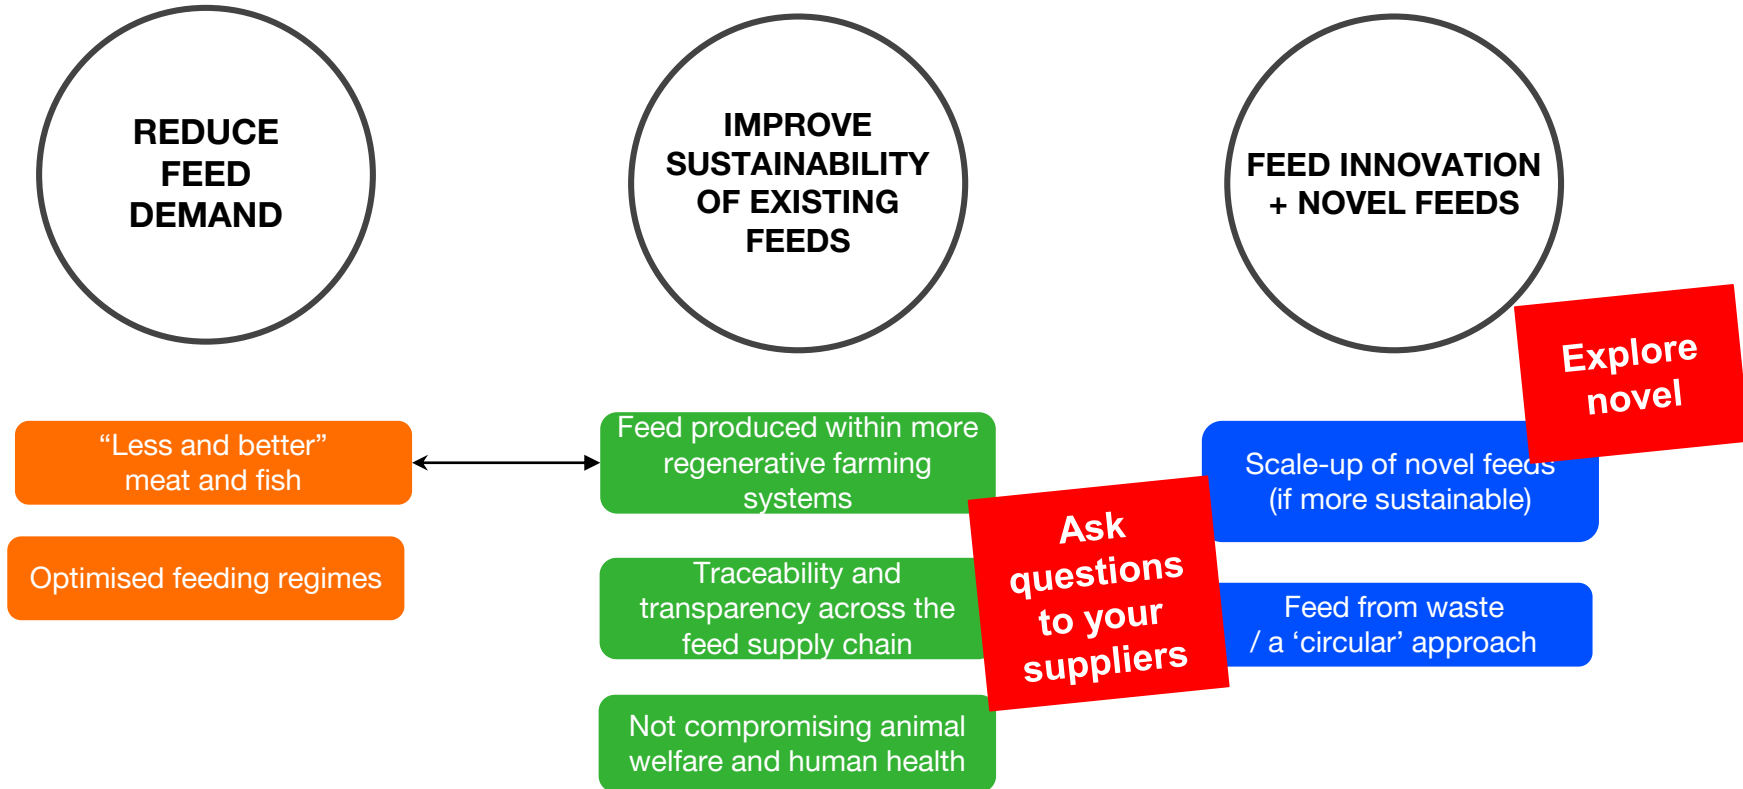 REDUCE
FEED
DEMAND
IMPROVE
SUSTAINABILITY
OF EXISTING
FEEDS
FEED INNOVATION
+ NOVEL FEEDS
Explore
novel
“Less and better”
meat and fish
Optimised feeding regimes
Feed produced within more
regenerative farming
systems
Traceability and
transparency across the
feed supply chain
Not compromising animal
welfare and human health
Ask
questions
to your
suppliers
Scale-up of novel feeds
(if more sustainable)
Feed from waste
/ a ‘circular’ approach